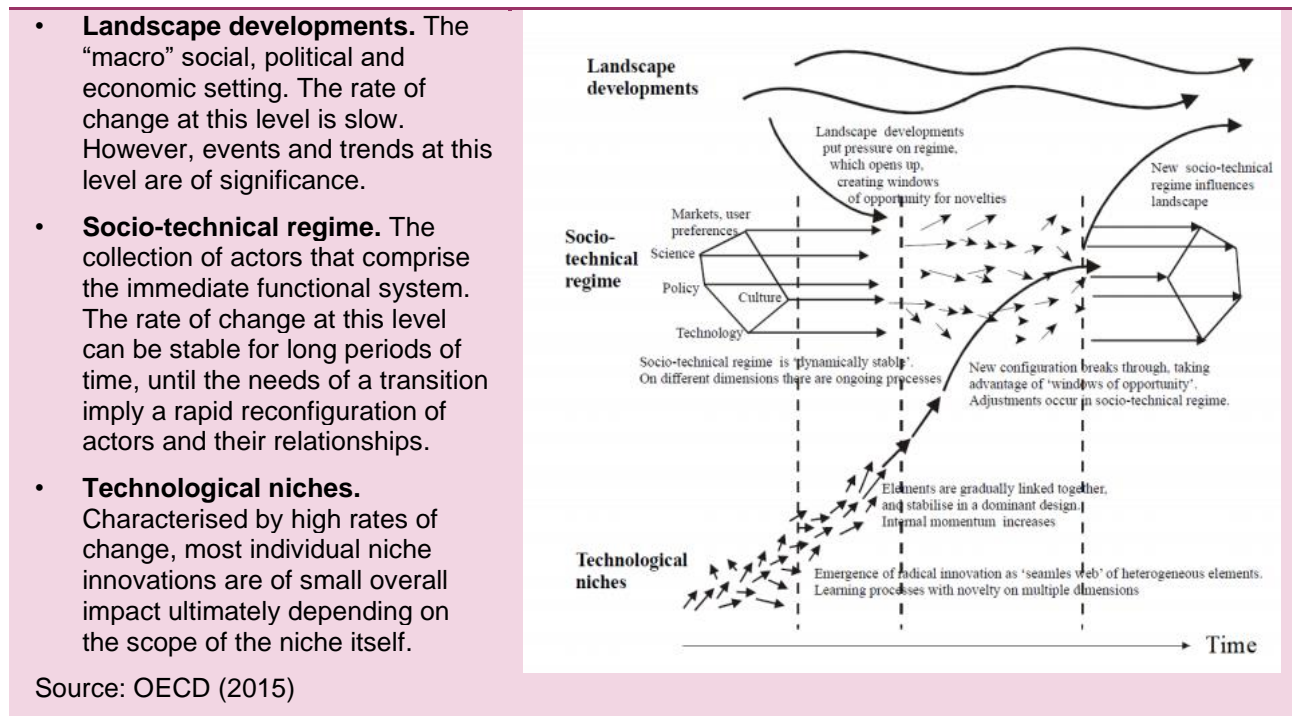 • Landscape developments. The
“macro” social, political and
economic setting. The rate of
change at this level is slow.
However, events and trends at this
level are of significance.
• Socio-technical regime. The
collection of actors that comprise
the immediate functional system.
The rate of change at this level
can be stable for long periods of
time, until the needs of a transition
imply a rapid reconfiguration of
actors and their relationships.
• Technological niches.
Characterised by high rates of
change, most individual niche
innovations are of small overall
impact ultimately depending on
the scope of the niche itself.
Source: OECD (2015)
Landscape
developments
Landscape developments
put pressure on regime,
which opens up,
creating windows
of opportunity for novelties
New socio-technical
regime influences
landscape
Socio-
technical
regime
Markets, user
preferences
Science
Policy
Culture
Technology
Socio-technical regime is ‘dynamically stable’.
On different dimensions there are ongoing processes
New configuration breaks through, taking
advantage of ‘windows of opportunity’.
Adjustments occur in socio-technical regime.
Elements are gradually linked together,
and stabilise in a dominant design.
Internal momentum increases
Technological
niches
Emergence of radical innovation as ‘seamles web’ of heterogeneous elements.
Learning processes with novelty on multiple dimensions
Time